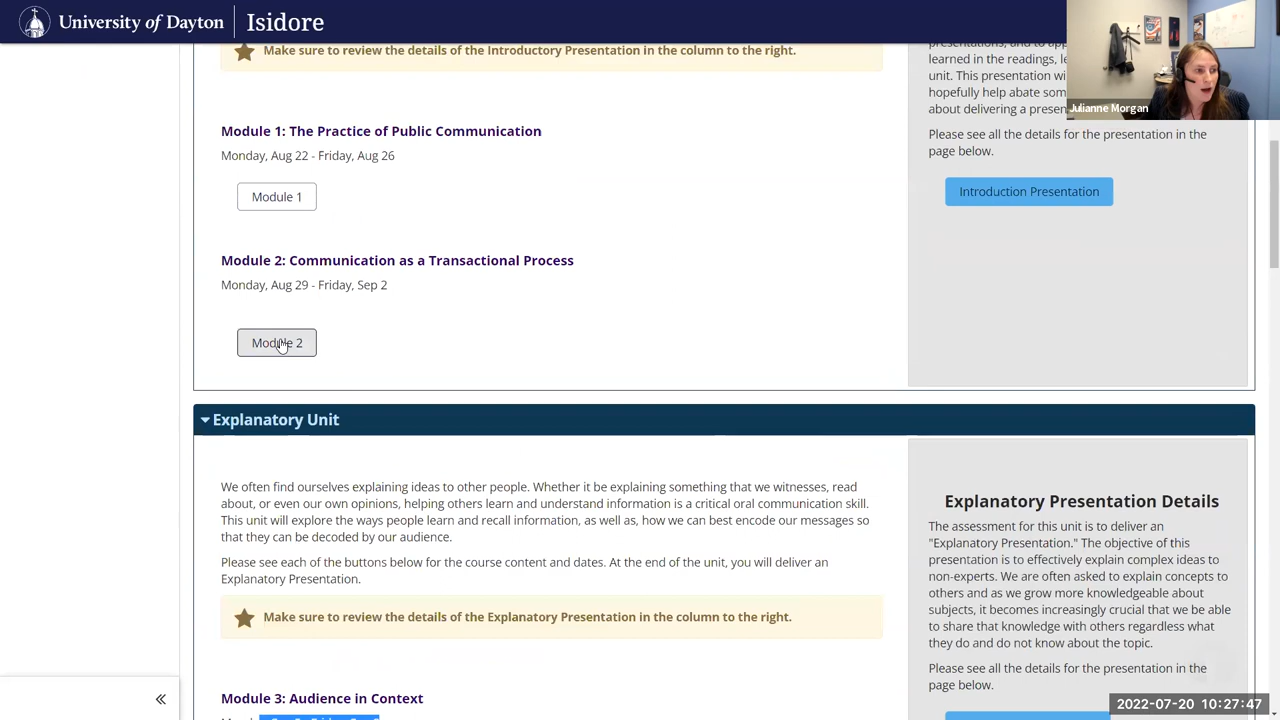 University of Dayton Isidore
Make sure to review the details of the Introductory Presentation in the column to the right.
Module 1: The Practice of Public Communication
Monday, Aug 22 - Friday, Aug 26
Module 1
Module 2: Communication as a Transactional Process
Monday, Aug 29 - Friday, Sep 2
Module 2
presentations, and to
learned in the readings,
unit. This presentation
hopefully help abate
about delivering a
Please see all the details for the presentation in the
page below.
Introduction Presentation
Julianne Morgan
Explanatory Unit
We often find ourselves explaining ideas to other people. Whether it be explaining something that we witnesses, read
about, or even our own opinions, helping others learn and understand information is a critical oral communication skill.
This unit will explore the ways people learn and recall information, as well as, how we can best encode our messages so
that they can be decoded by our audience.
Please see each of the buttons below for the course content and dates. At the end of the unit, you will deliver an
Explanatory Presentation.
Make sure to review the details of the Explanatory Presentation in the column to the right.
Module 3: Audience in Context
Explanatory Presentation Details
The assessment for this unit is to deliver an
"Explanatory Presentation." The objective of this
presentation is to effectively explain complex ideas to
non-experts. We are often asked to explain concepts to
others and as we grow more knowledgeable about
subjects, it becomes increasingly crucial that we be able
to share that knowledge with others regardless what
they do and do not know about the topic.
Please see all the details for the presentation in the
page below.
2022-07-20 10:27:47